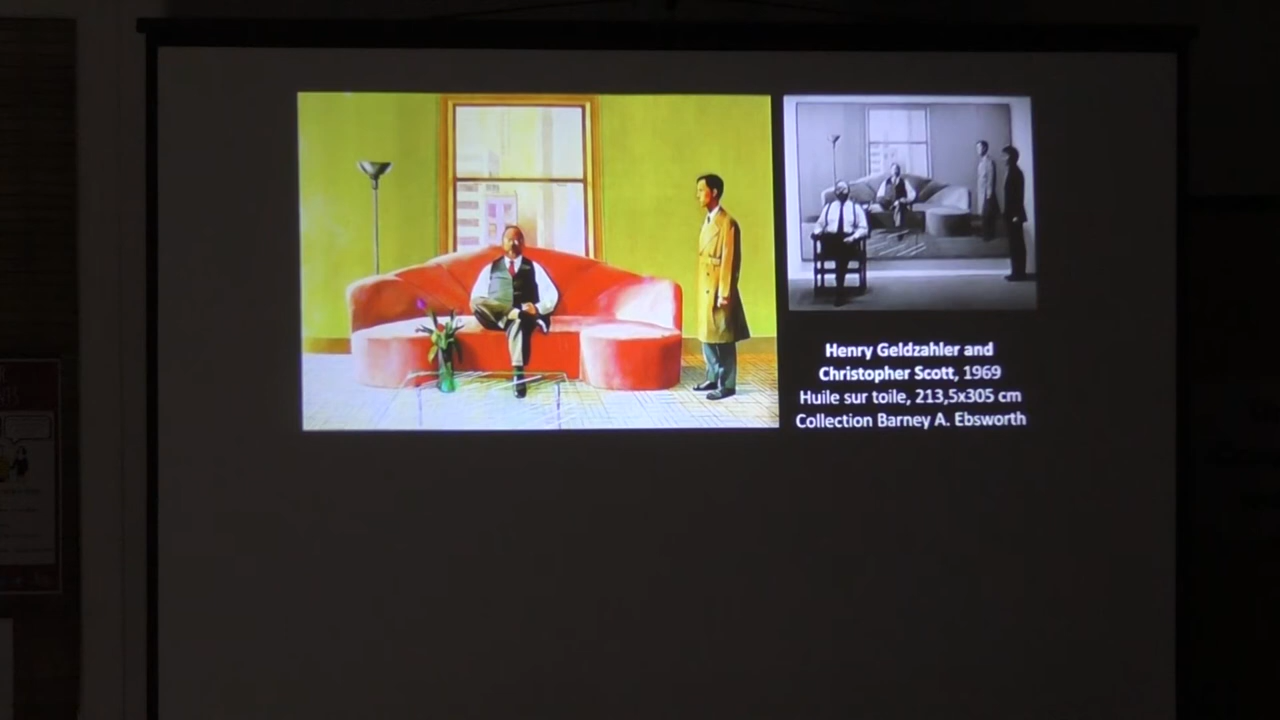 Henry Geldzahler and
Christopher Scott, 1969
Huile sur toile, 213,5x305 cm
Collection Barney A. Ebsworth